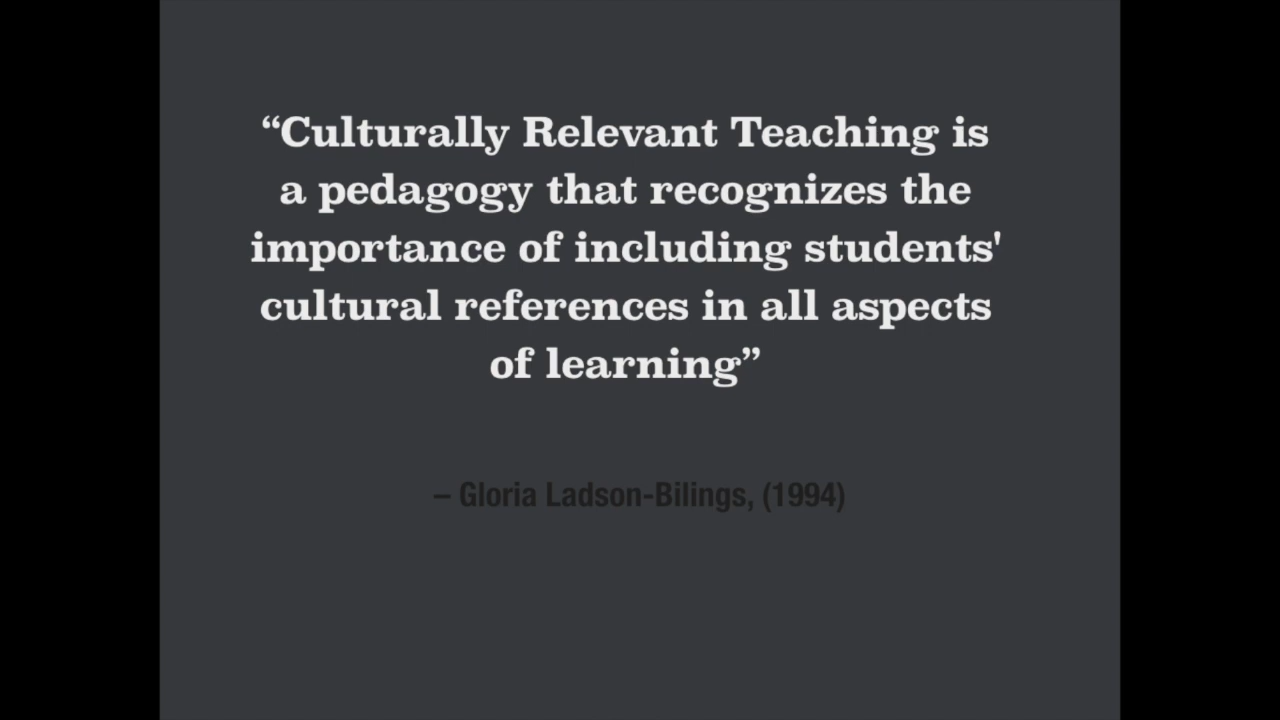 “Culturally Relevant Teaching is
a pedagogy that recognizes the
importance of including students'
cultural references in all aspects
of learning”
– Gloria Ladson-Bilings, (1994)